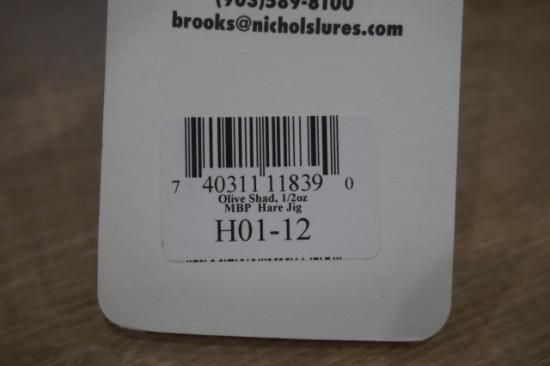 (903)589-8100
brooks@nicholslures.com
7 40311 11839 0
Olive Shad, 1/2oz
MBP Hare Jig
H01-12